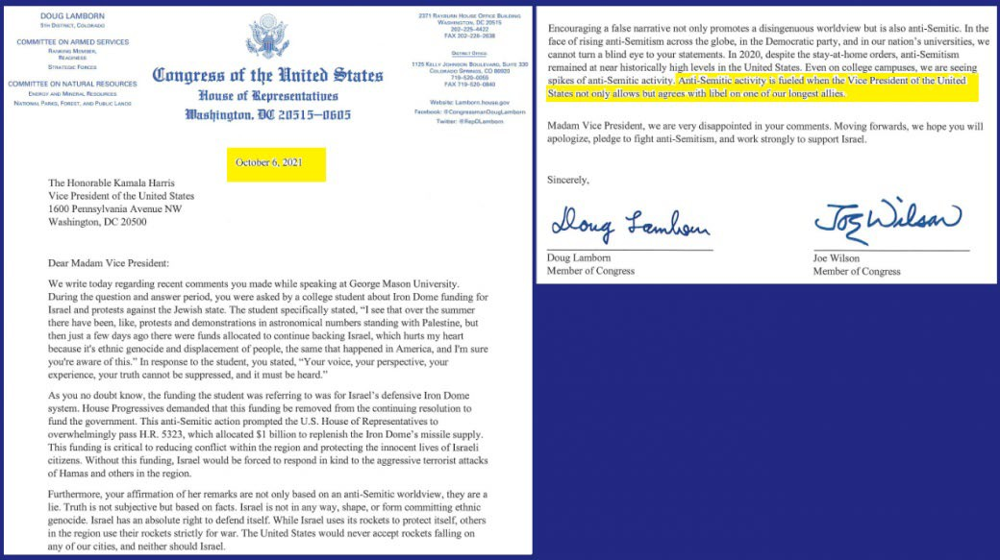 DOUG LAMBORN
5TH DISTRICT, COLORADO
COMMITTEE ON ARMED SERVICES
RANKING MEMBER,
READINESS
STRATEGIC FORCES
COMMITTEE ON NATURAL RESOURCES
ENERGY AND MINERAL RESOURCES
NATIONAL PARKS, FOREST, AND PUBLIC LANDS
Congress of the United States
House of Representatives
Washington, DC 20515–0605
2371 RAYBURN HOUSE OFFICE BUILDING
WASHINGTON, DC 20515
202-225-4422
FAX 202-226-2638
DISTRICT OFFICE:
1125 KELLY JOHNSON BOULEVARD, SUITE 330
COLORADO SPRINGS, CO 80920
719-520-0055
FAX 719-520-0840
Website: Lamborn.house.gov
Facebook: @CongressmanDougLamborn
Twitter: @RepDLamborn
October 6, 2021
The Honorable Kamala Harris
Vice President of the United States
1600 Pennsylvania Avenue NW
Washington, DC 20500
Dear Madam Vice President:
We write today regarding recent comments you made while speaking at George Mason University.
During the question and answer period, you were asked by a college student about Iron Dome funding for
Israel and protests against the Jewish state. The student specifically stated, “I see that over the summer
there have been, like, protests and demonstrations in astronomical numbers standing with Palestine, but
then just a few days ago there were funds allocated to continue backing Israel, which hurts my heart
because it's ethnic genocide and displacement of people, the same that happened in America, and I'm sure
you're aware of this.” In response to the student, you stated, “Your voice, your perspective, your
experience, your truth cannot be suppressed, and it must be heard.”
As you no doubt know, the funding the student was referring to was for Israel’s defensive Iron Dome
system. House Progressives demanded that this funding be removed from the continuing resolution to
fund the government. This anti-Semitic action prompted the U.S. House of Representatives to
overwhelmingly pass H.R. 5323, which allocated $1 billion to replenish the Iron Dome’s missile supply.
This funding is critical to reducing conflict within the region and protecting the innocent lives of Israeli
citizens. Without this funding, Israel would be forced to respond in kind to the aggressive terrorist attacks
of Hamas and others in the region.
Furthermore, your affirmation of her remarks are not only based on an anti-Semitic worldview, they are a
lie. Truth is not subjective but based on facts. Israel is not in any way, shape, or form committing ethnic
genocide. Israel has an absolute right to defend itself. While Israel uses its rockets to protect itself, others
in the region use their rockets strictly for war. The United States would never accept rockets falling on
any of our cities, and neither should Israel.
Encouraging a false narrative not only promotes a disingenuous worldview but is also anti-Semitic. In the
face of rising anti-Semitism across the globe, in the Democratic party, and in our nation’s universities, we
cannot turn a blind eye to your statements. In 2020, despite the stay-at-home orders, anti-Semitism
remained at near historically high levels in the United States. Even on college campuses, we are seeing
spikes of anti-Semitic activity. Anti-Semitic activity is fueled when the Vice President of the United
States not only allows but agrees with libel on one of our longest allies.
Madam Vice President, we are very disappointed in your comments. Moving forwards, we hope you will
apologize, pledge to fight anti-Semitism, and work strongly to support Israel.
Sincerely,
Doug Lamborn
Joe Wilson
Doug Lamborn
Member of Congress
Joe Wilson
Member of Congress